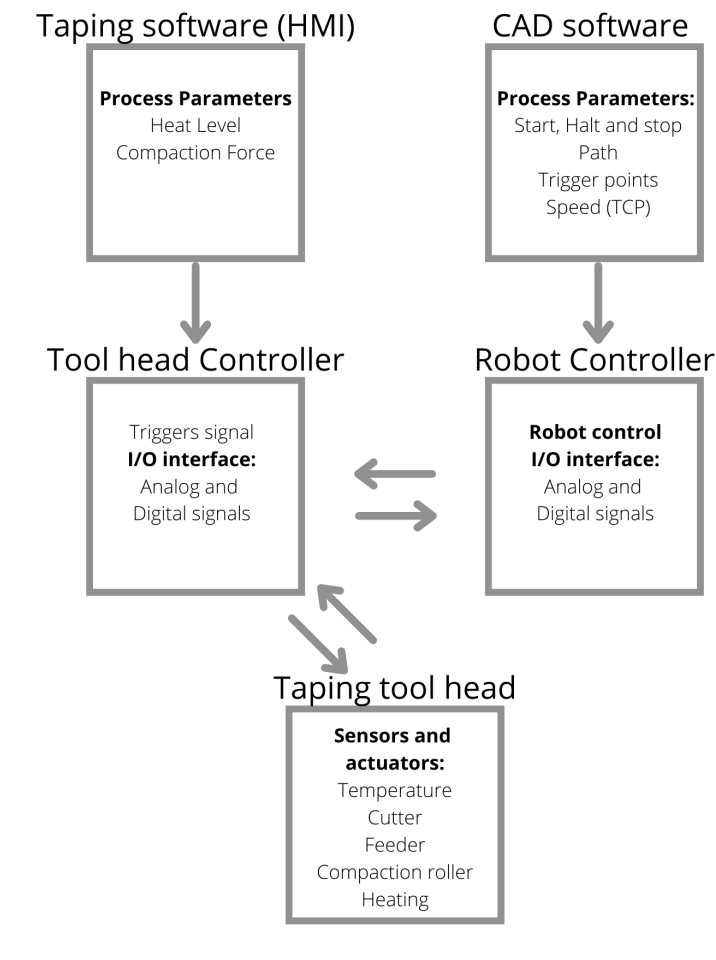 Taping software (HMI)
Process Parameters
Heat Level
Compaction Force
CAD software
Process Parameters:
Start, Halt and stop
Path
Trigger points
Speed (TCP)
Tool head Controller
Triggers signal
I/O interface:
Analog and
Digital signals
Robot Controller
Robot control
I/O interface:
Analog and
Digital signals
Taping tool head
Sensors and
actuators:
Temperature
Cutter
Feeder
Compaction roller
Heating